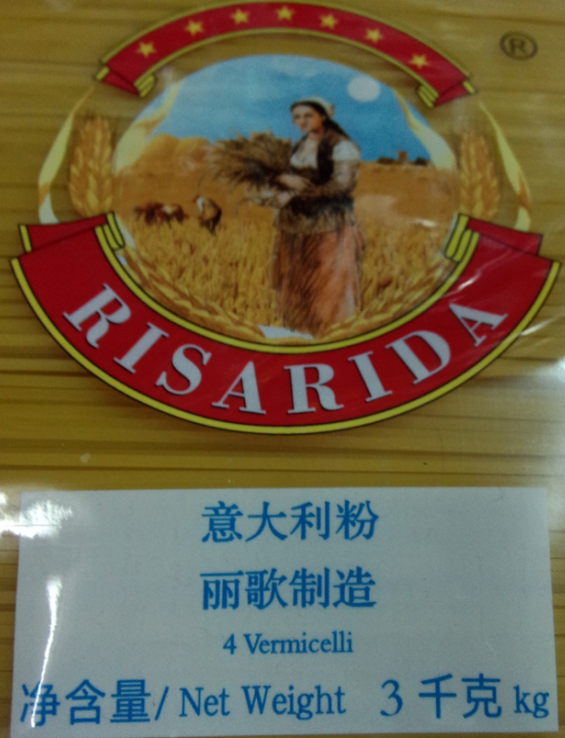 ®
RISARIDA
意大利粉
丽歌制造
4 Vermicelli
净含量/ Net Weight 3 千克 kg